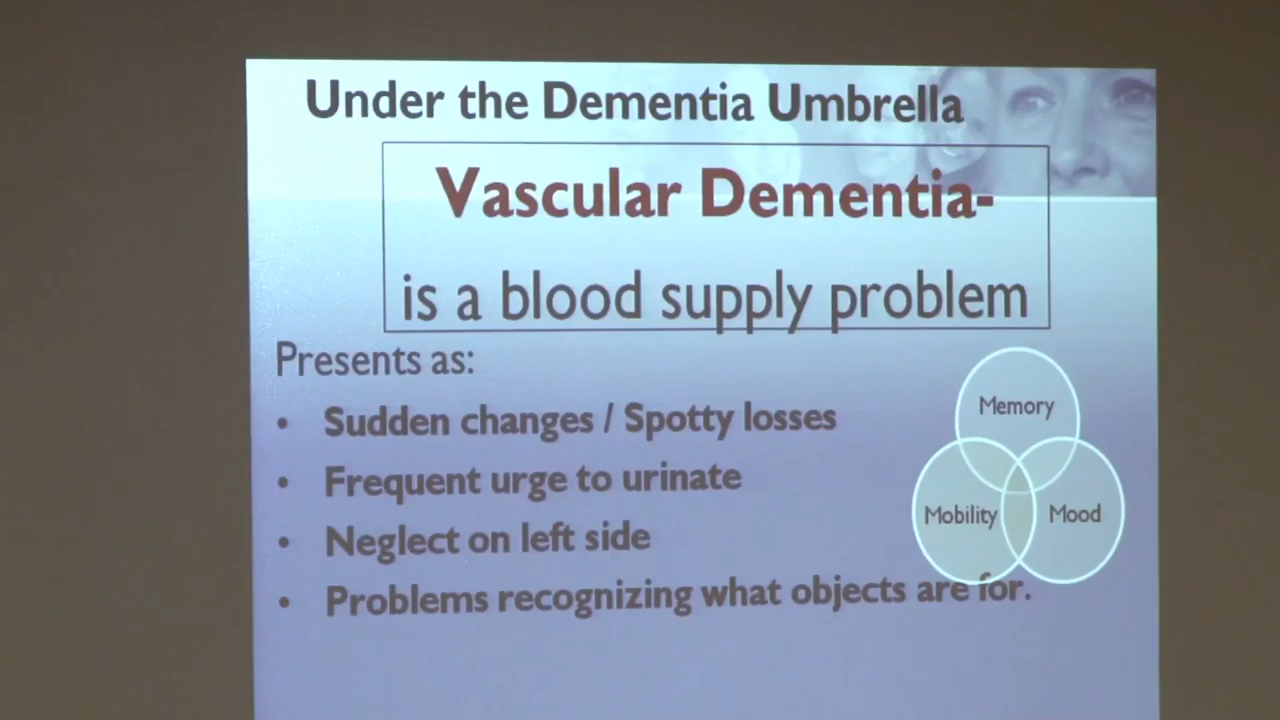 Under the Dementia Umbrella
Vascular Dementia-
is a blood supply problem
Presents as:
• Sudden changes / Spotty losses
• Frequent urge to urinate
• Neglect on left side
• Problems recognizing what objects are for.
Memory
Mobility
Mood